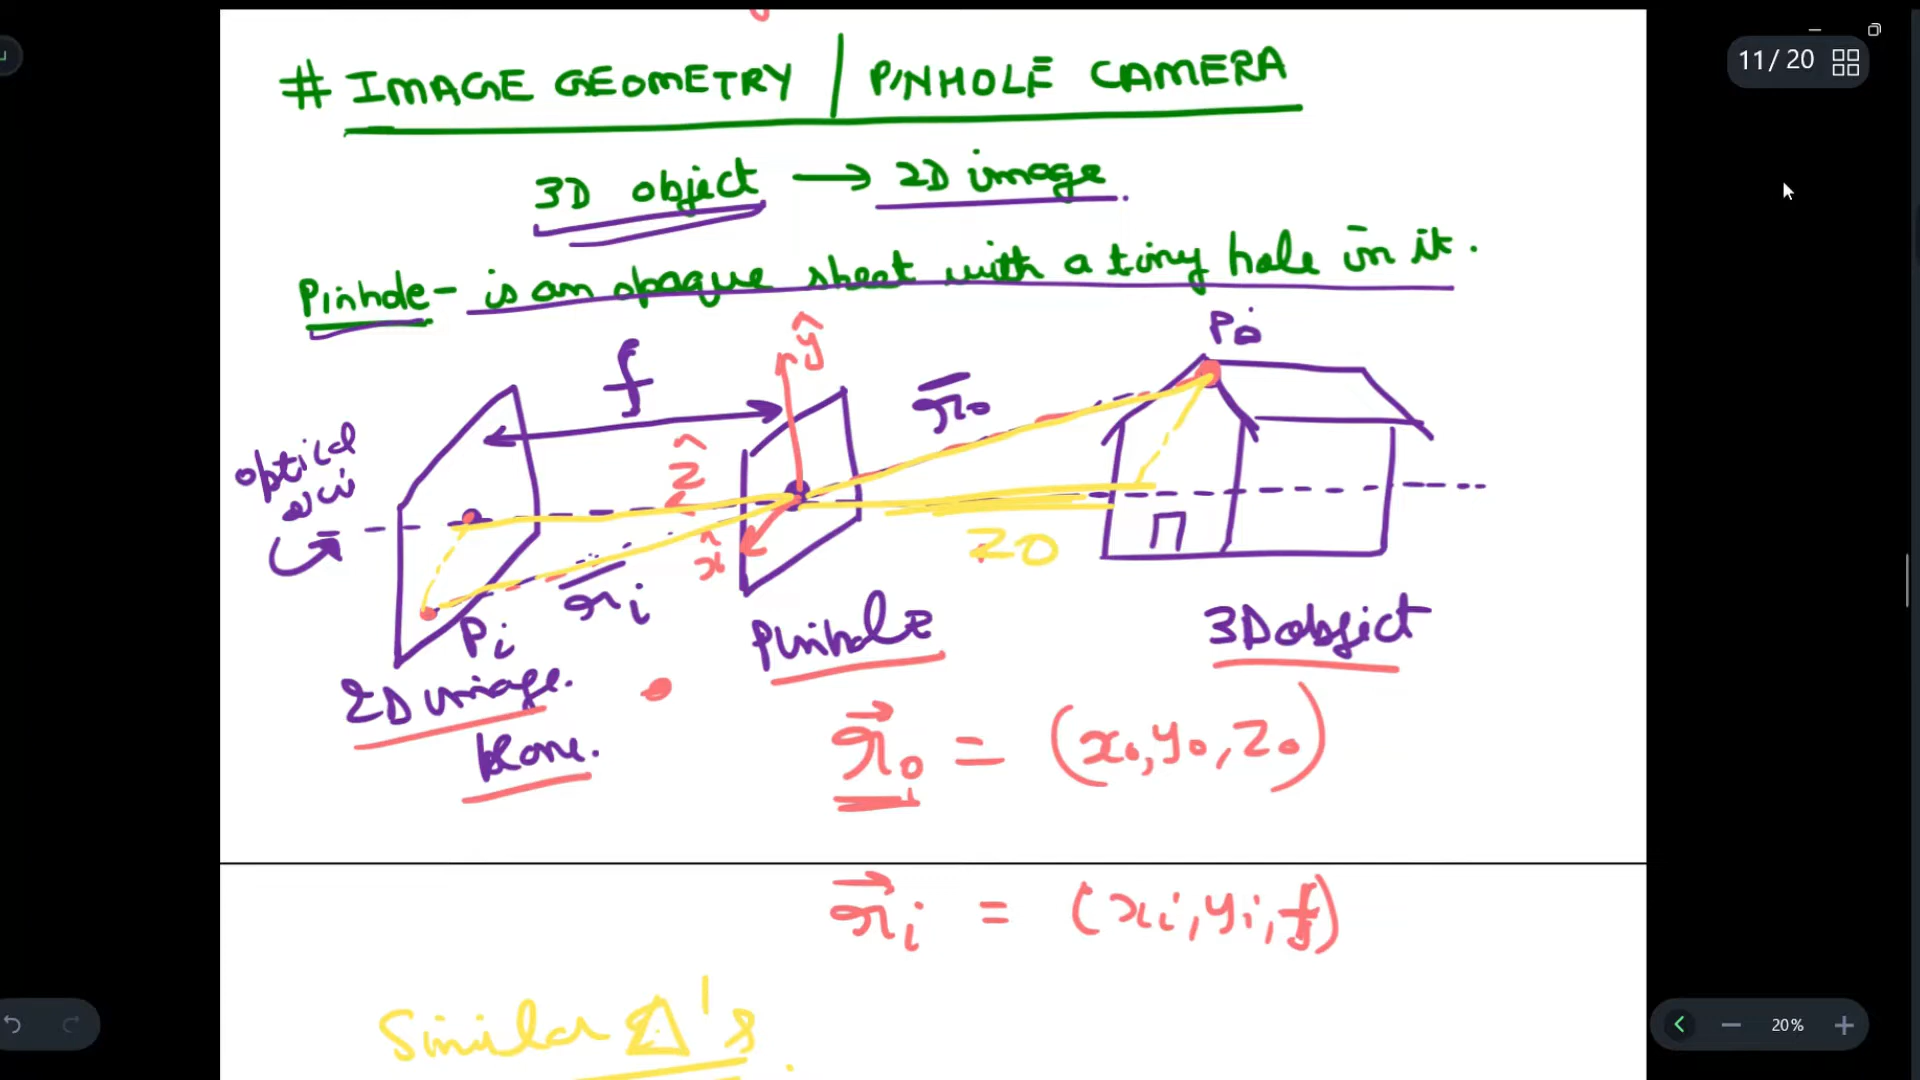 # IMAGE GEOMETRY | PINHOLE CAMERA
11 / 20
3D object → 2D image.
Pinhole - is an opaque sheet with a tiny hole in it.
Po
f
ŷ
r̄o
optical axis
ẑ
x̂
zo
r̄i
Pi
Pinhole
3D object
2D image plane.
r⃗o = (xo, yo, zo)
r⃗i = (xi, yi, f)
Similar Δ's
20%